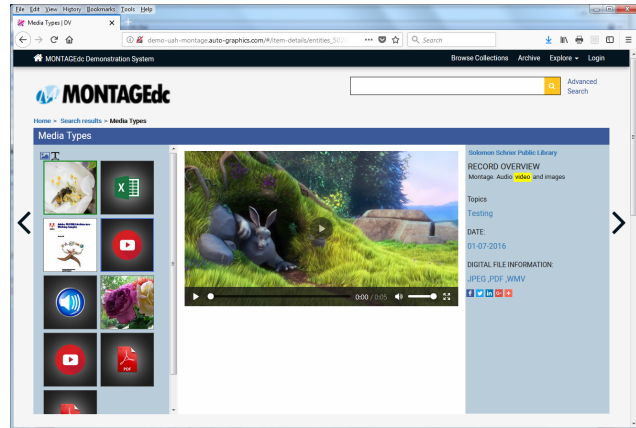 File Edit View History Bookmarks Tools Help
Media Types | DV
demo-uah-montage.auto-graphics.com/#/item-details/entities_
Search
MONTAGEdc Demonstration System
Browse Collections Archive Explore Login
MONTAGEdc
Advanced
Search
Home > Search results > Media Types
Media Types
T
X
PDF
0:00 / 0:05
Solomon Schrier Public Library
RECORD OVERVIEW
Montage. Audio video and images
Topics
Testing
DATE:
01-07-2016
DIGITAL FILE INFORMATION:
JPEG ,PDF ,WMV